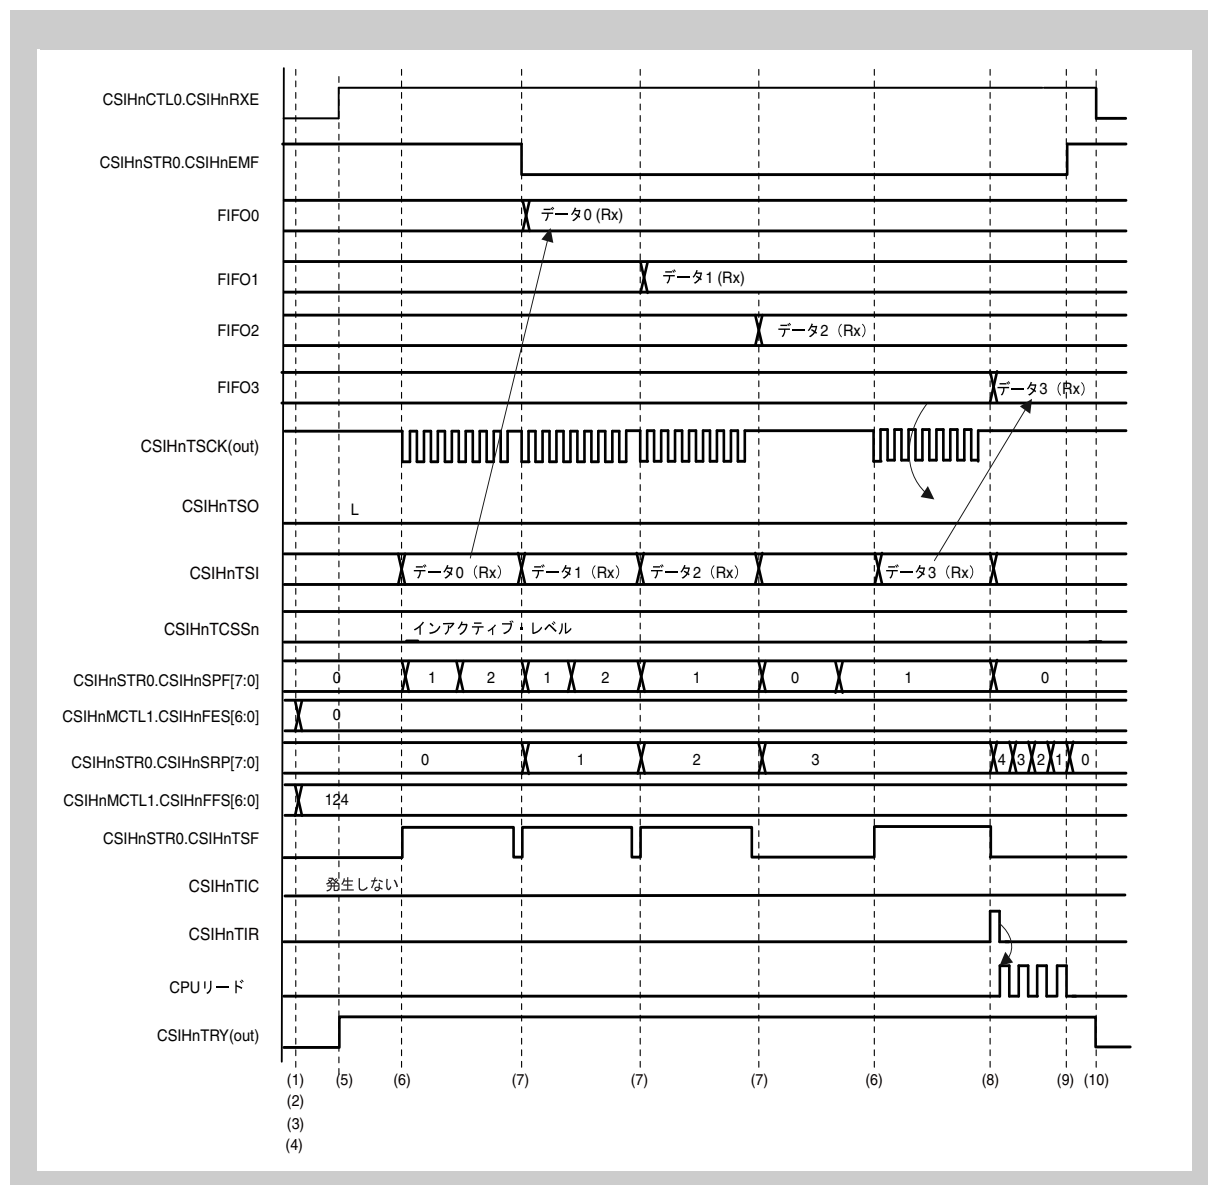 CSIHnCTL0.CSIHnRXE
CSIHnSTR0.CSIHnEMF
FIFO0 データ0 (Rx)
FIFO1 データ1 (Rx)
FIFO2 データ2（Rx）
FIFO3 データ3（Rx）
CSIHnTSCK(out)
CSIHnTSO L
CSIHnTSI データ0（Rx） データ1（Rx） データ2（Rx） データ3（Rx）
CSIHnTCSSn インアクティブ・レベル
CSIHnSTR0.CSIHnSPF[7:0] 0 1 2 1 2 1 0 1 0
CSIHnMCTL1.CSIHnFES[6:0] 0
CSIHnSTR0.CSIHnSRP[7:0] 0 1 2 3 4 3 2 1 0
CSIHnMCTL1.CSIHnFFS[6:0] 124
CSIHnSTR0.CSIHnTSF
CSIHnTIC 発生しない
CSIHnTIR
CPUリード
CSIHnTRY(out)
(1) (5) (6) (7) (7) (7) (6) (8) (9) (10)
(2)
(3)
(4)